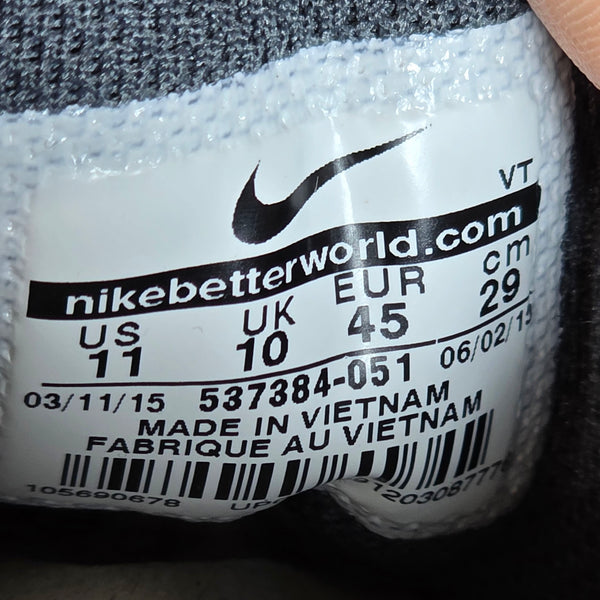 VT
nikebetterworld.com
US UK EUR cm
11 10 45 29
03/11/15 537384-051 06/02/15
MADE IN VIETNAM
FABRIQUE AU VIETNAM
105690678